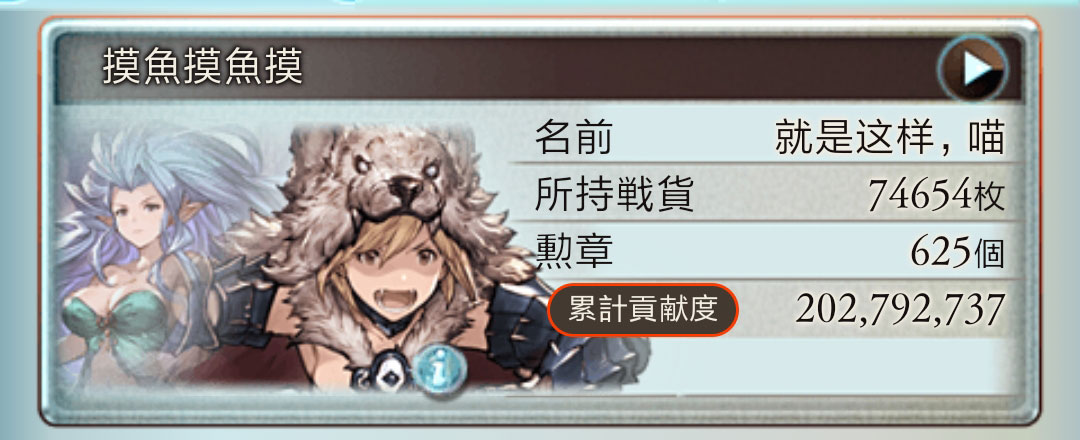 摸魚摸魚摸
名前 就是这样，喵
所持戦貨 74654枚
勲章 625個
累計貢献度 202,792,737